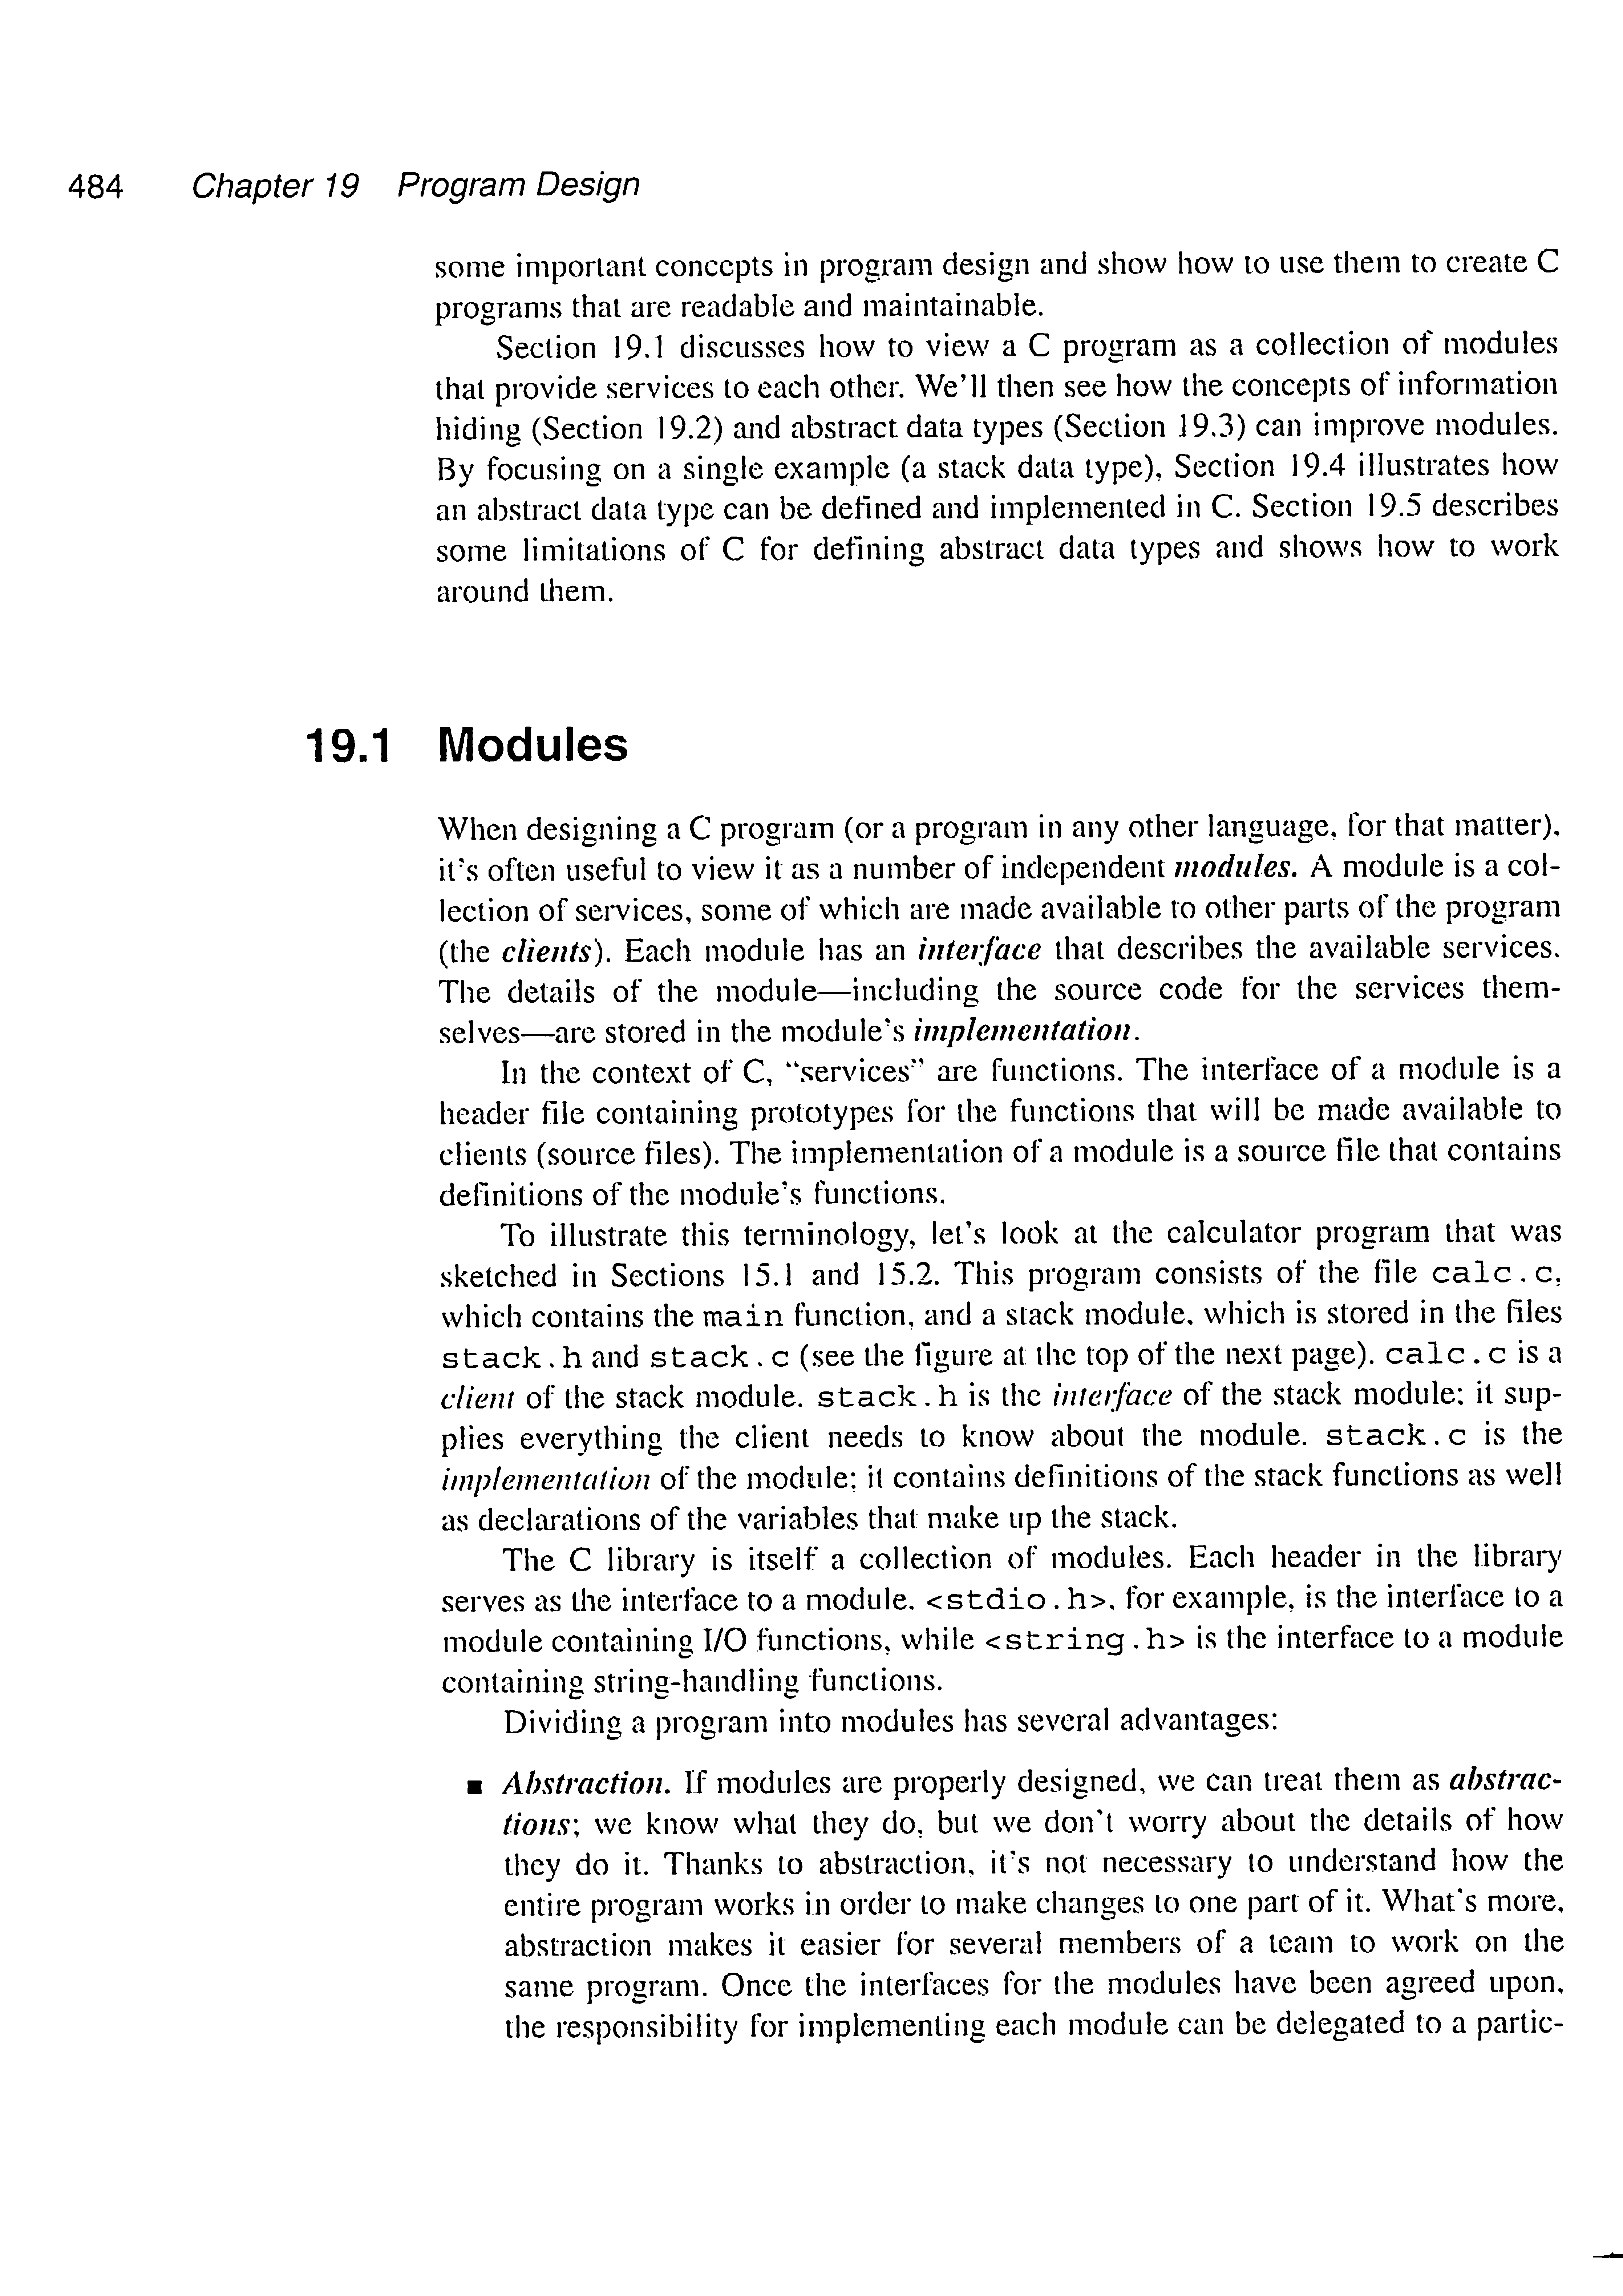 484 Chapter 19 Program Design
some important concepts in program design and show how to use them to create C
programs that are readable and maintainable.
Section 19.1 discusses how to view a C program as a collection of modules
that provide services to each other. We'll then see how the concepts of information
hiding (Section 19.2) and abstract data types (Section 19.3) can improve modules.
By focusing on a single example (a stack data type), Section 19.4 illustrates how
an abstract data type can be defined and implemented in C. Section 19.5 describes
some limitations of C for defining abstract data types and shows how to work
around them.
19.1 Modules
When designing a C program (or a program in any other language, for that matter),
it's often useful to view it as a number of independent modules. A module is a col-
lection of services, some of which are made available to other parts of the program
(the clients). Each module has an interface that describes the available services.
The details of the module—including the source code for the services them-
selves—are stored in the module's implementation.
In the context of C, "services" are functions. The interface of a module is a
header file containing prototypes for the functions that will be made available to
clients (source files). The implementation of a module is a source file that contains
definitions of the module's functions.
To illustrate this terminology, let's look at the calculator program that was
sketched in Sections 15.1 and 15.2. This program consists of the file calc.c,
which contains the main function, and a stack module, which is stored in the files
stack.h and stack.c (see the figure at the top of the next page). calc.c is a
client of the stack module. stack.h is the interface of the stack module; it sup-
plies everything the client needs to know about the module. stack.c is the
implementation of the module; it contains definitions of the stack functions as well
as declarations of the variables that make up the stack.
The C library is itself a collection of modules. Each header in the library
serves as the interface to a module. <stdio.h>, for example, is the interface to a
module containing I/O functions, while <string.h> is the interface to a module
containing string-handling functions.
Dividing a program into modules has several advantages:
■ Abstraction. If modules are properly designed, we can treat them as abstrac-
tions; we know what they do, but we don't worry about the details of how
they do it. Thanks to abstraction, it's not necessary to understand how the
entire program works in order to make changes to one part of it. What's more,
abstraction makes it easier for several members of a team to work on the
same program. Once the interfaces for the modules have been agreed upon,
the responsibility for implementing each module can be delegated to a partic-